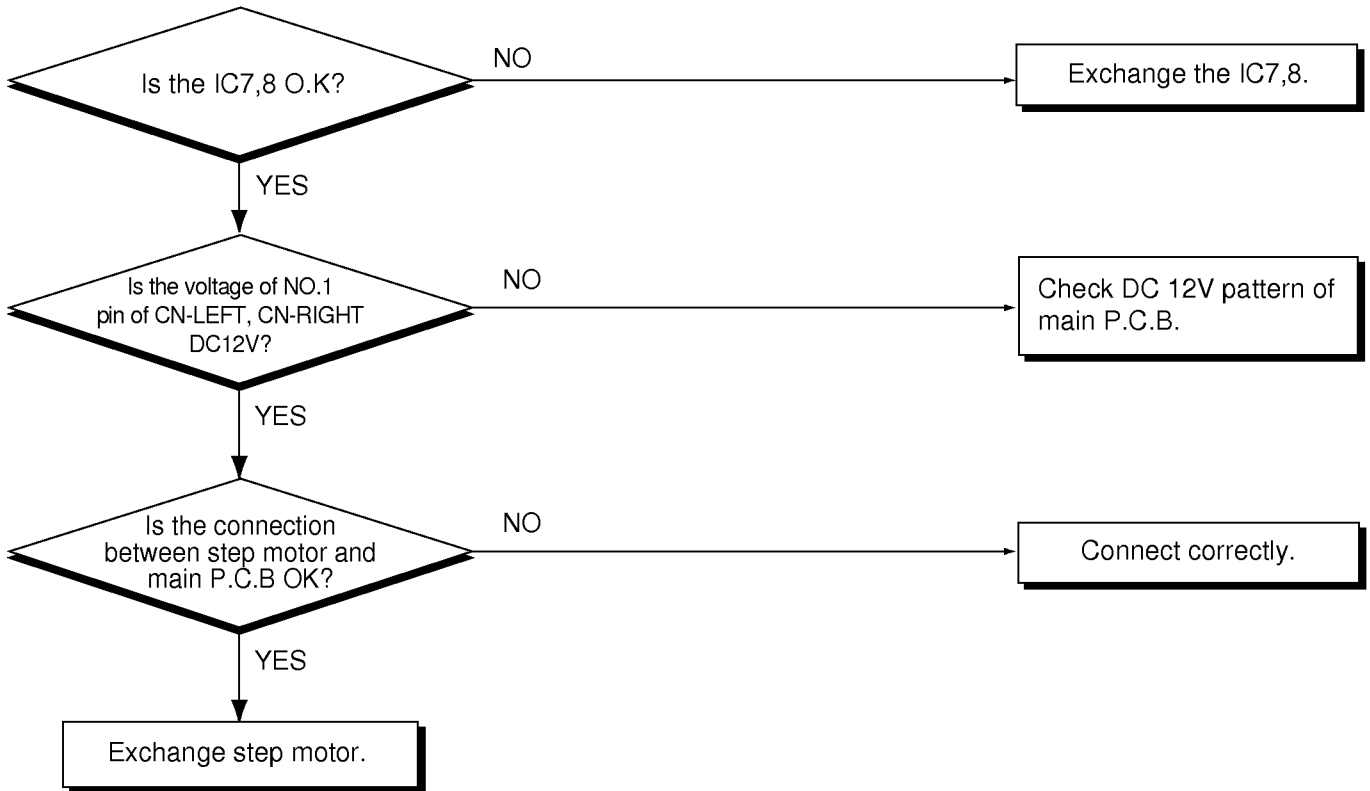 Is the IC7,8 O.K?
NO
Exchange the IC7,8.
YES
Is the voltage of NO.1
pin of CN-LEFT, CN-RIGHT
DC12V?
NO
Check DC 12V pattern of
main P.C.B.
YES
Is the connection
between step motor and
main P.C.B OK?
NO
Connect correctly.
YES
Exchange step motor.